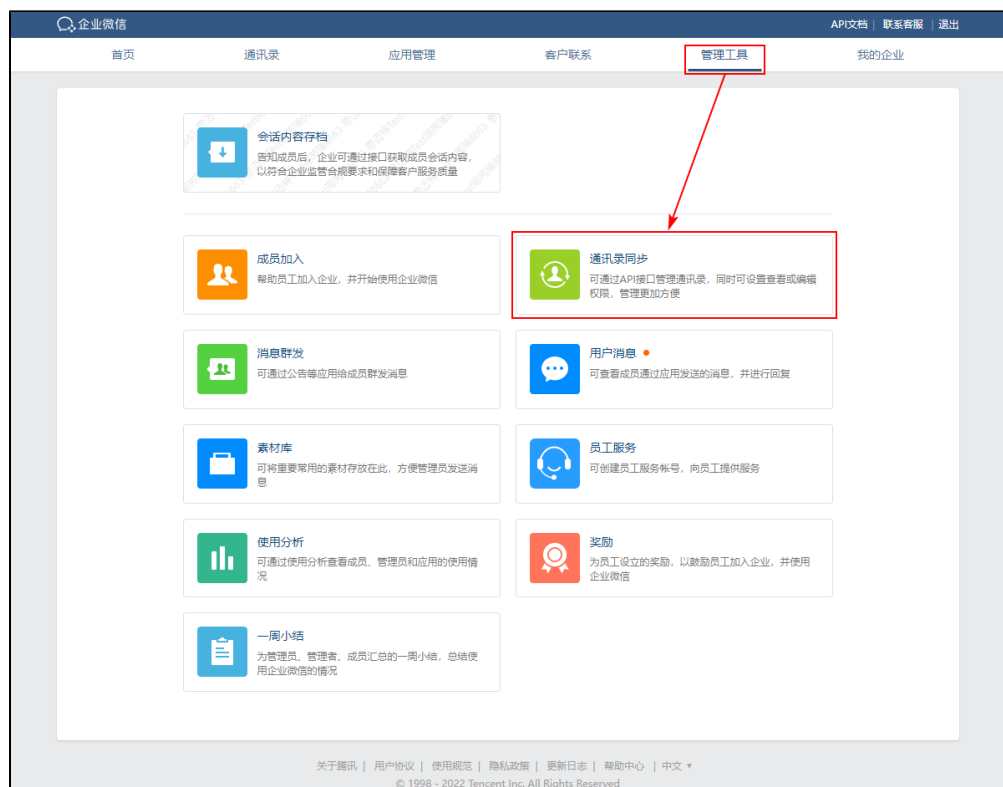 企业微信
API文档 | 联系客服 | 退出
首页 通讯录 应用管理 客户联系 管理工具 我的企业
会话内容存档
告知成员后，企业可通过接口获取成员会话内容，
以符合企业监管合规要求和保障客户服务质量
成员加入
帮助员工加入企业，并开始使用企业微信
通讯录同步
可通过API接口管理通讯录，同时可设置查看或编辑
权限，管理更加方便
消息群发
可通过公告等应用给成员群发消息
用户消息
可查看成员通过应用发送的消息，并进行回复
素材库
可将重要常用的素材存放在此，方便管理员发送消
息
员工服务
可创建员工服务帐号，向员工提供服务
使用分析
可通过使用分析查看成员、管理员和应用的使用情
况
奖励
为员工设立的奖励，以鼓励员工加入企业，并使用
企业微信
一周小结
为管理员、管理者、成员汇总的一周小结，总结使
用企业微信的情况
关于腾讯 | 用户协议 | 使用规范 | 隐私政策 | 更新日志 | 帮助中心 | 中文 ▼
© 1998 - 2022 Tencent Inc. All Rights Reserved